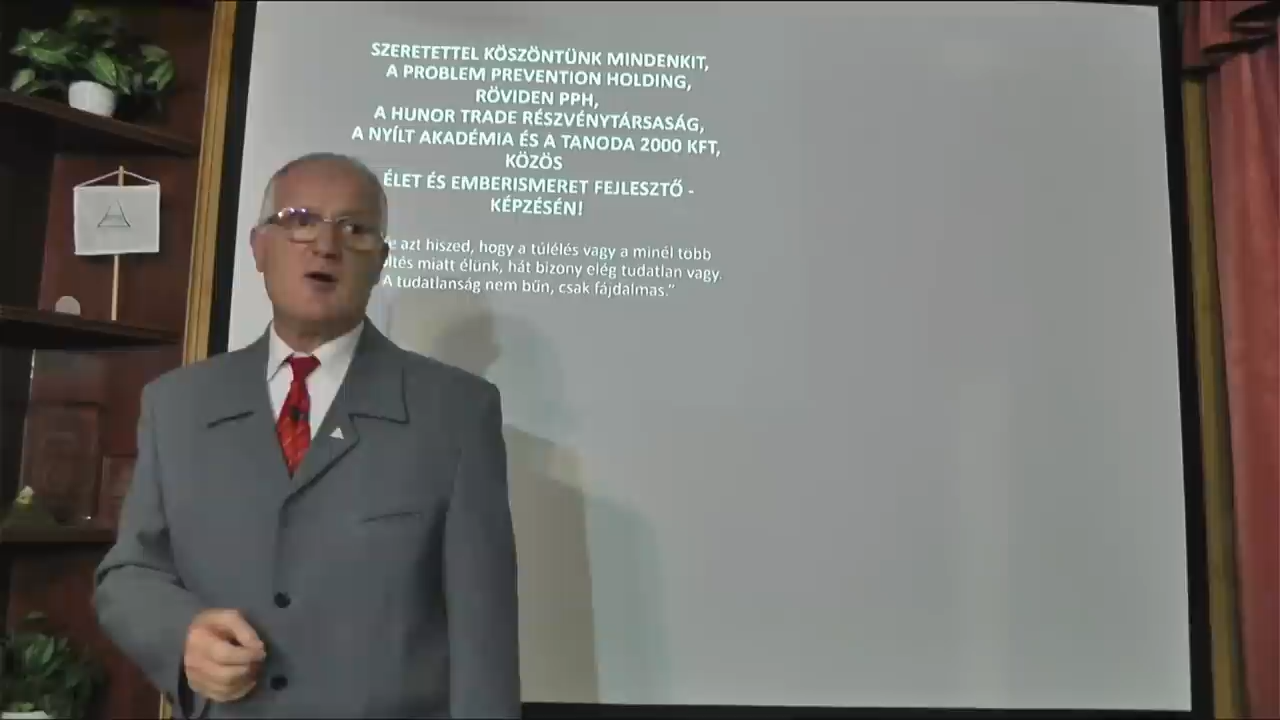 SZERETETTEL KÖSZÖNTÜNK MINDENKIT,
A PROBLEM PREVENTION HOLDING,
RÖVIDEN PPH,
A HUNOR TRADE RÉSZVÉNYTÁRSASÁG,
A NYÍLT AKADÉMIA ÉS A TANODA 2000 KFT,
KÖZÖS
ÉLET ÉS EMBERISMERET FEJLESZTŐ -
KÉPZÉSÉN!
azt hiszed, hogy a túlélés vagy a minél több
miatt élünk, hát bizony elég tudatlan vagy.
A tudatlanság nem bűn, csak fájdalmas.”